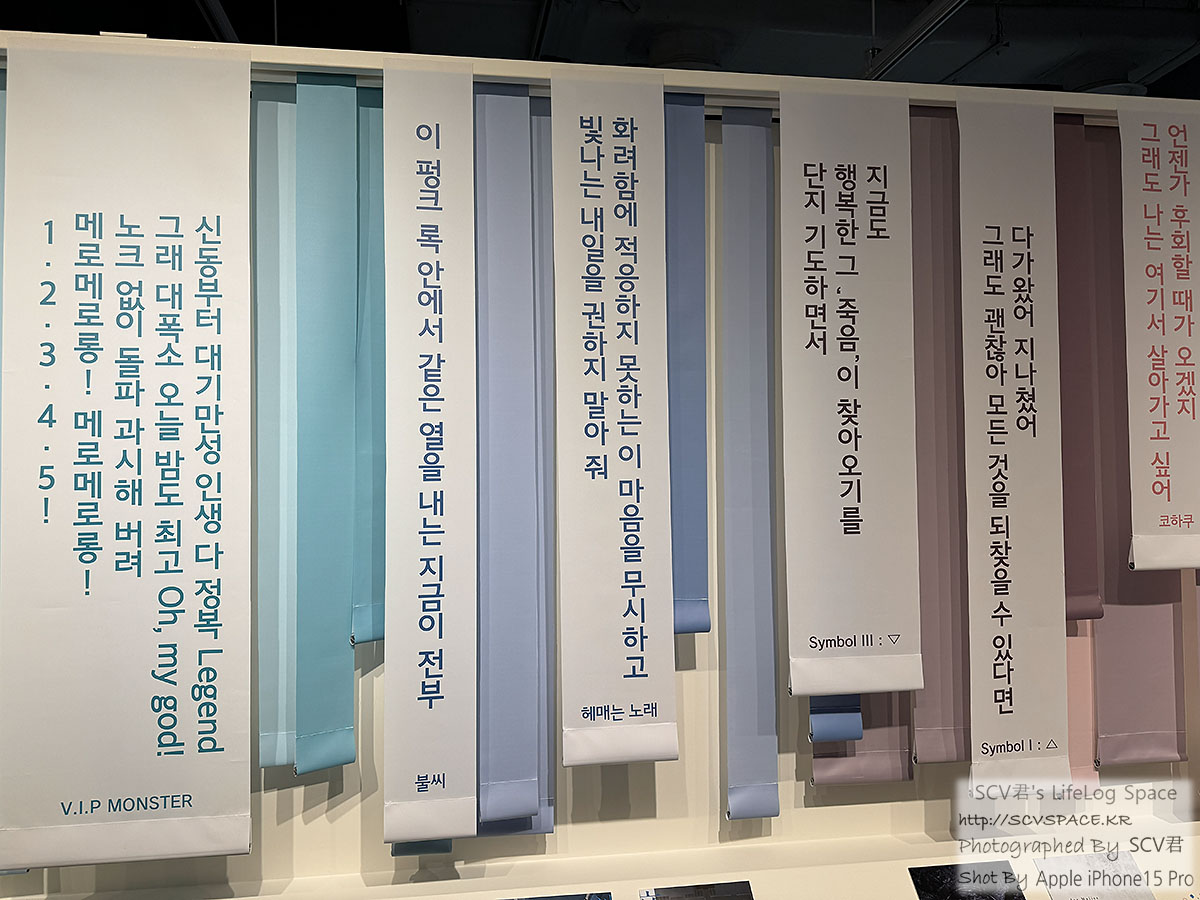 신동부터 대기만성 인생 다 정복 Legend
그래 대폭소 오늘 밤도 최고 Oh, my god!
노크 없이 돌파 과시해 버려
메로메로롱! 메로메로롱!
1·2·3·4·5!
V.I.P MONSTER
이 펑크 록 안에서 같은 열을 내는 지금이 전부
불씨
화려함에 적응하지 못하는 이 마음을 무시하고
빛나는 내일을 권하지 말아 줘
헤매는 노래
지금도
행복한 그 ‘죽음’이 찾아오기를
단지 기도하면서
Symbol III : ▽
다가왔어 지나쳤어
그래도 괜찮아 모든 것을 되찾을 수 있다면
Symbol I : △
언젠가 후회할 때가 오겠지
그래도 나는 여기서 살아가고 싶어
코하쿠
SCV君's LifeLog Space
http://SCVSPACE.KR
Photographed By SCV君
Shot By Apple iPhone15 Pro